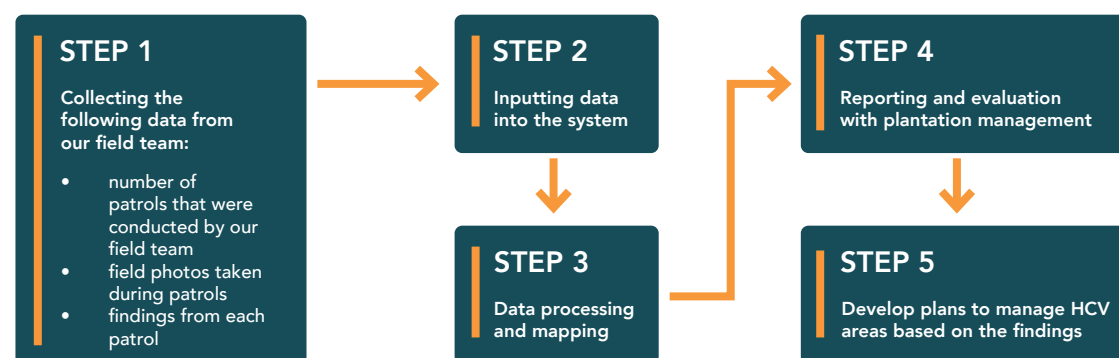 STEP 1
Collecting the
following data from
our field team:
• number of
patrols that were
conducted by our
field team
• field photos taken
during patrols
• findings from each
patrol
STEP 2
Inputting data
into the system
STEP 3
Data processing
and mapping
STEP 4
Reporting and evaluation
with plantation management
STEP 5
Develop plans to manage HCV
areas based on the findings